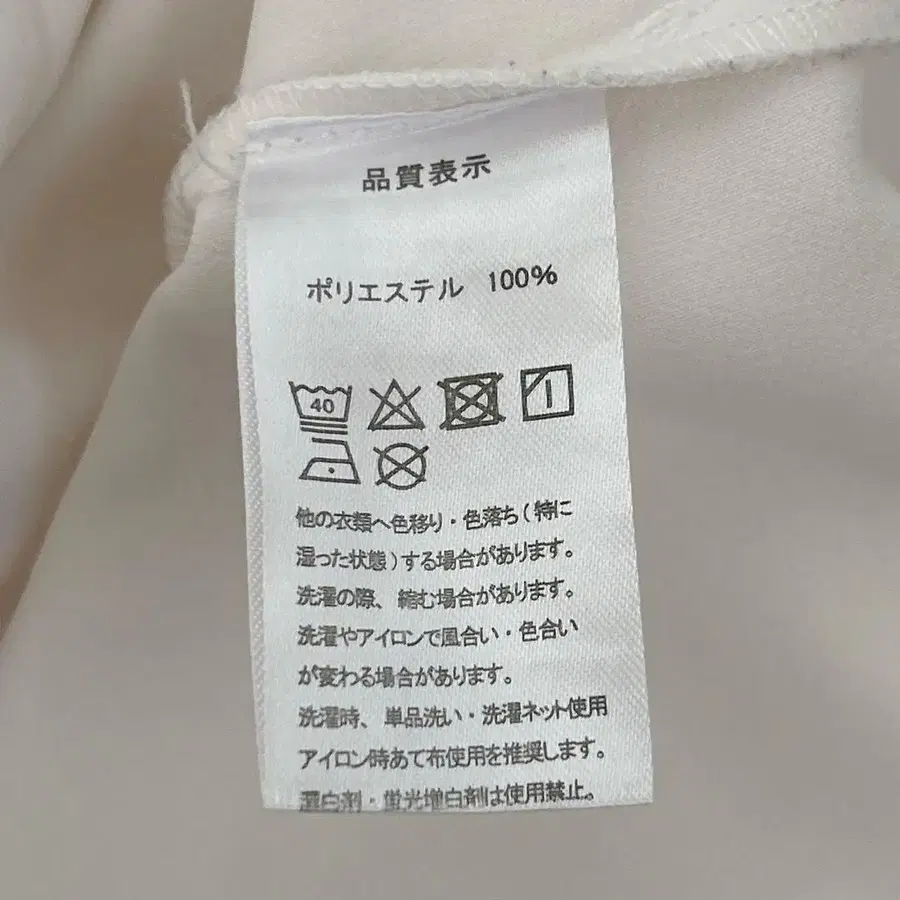 品質表示
ポリエステル 100%
40
他の衣類へ色移り・色落ち(特に
湿った状態)する場合があります。
洗濯の際、縮む場合があります。
洗濯やアイロンで風合い・色合い
が変わる場合があります。
洗濯時、単品洗い・洗濯ネット使用
アイロン時あて布使用を推奨します。
漂白剤・蛍光増白剤は使用禁止。